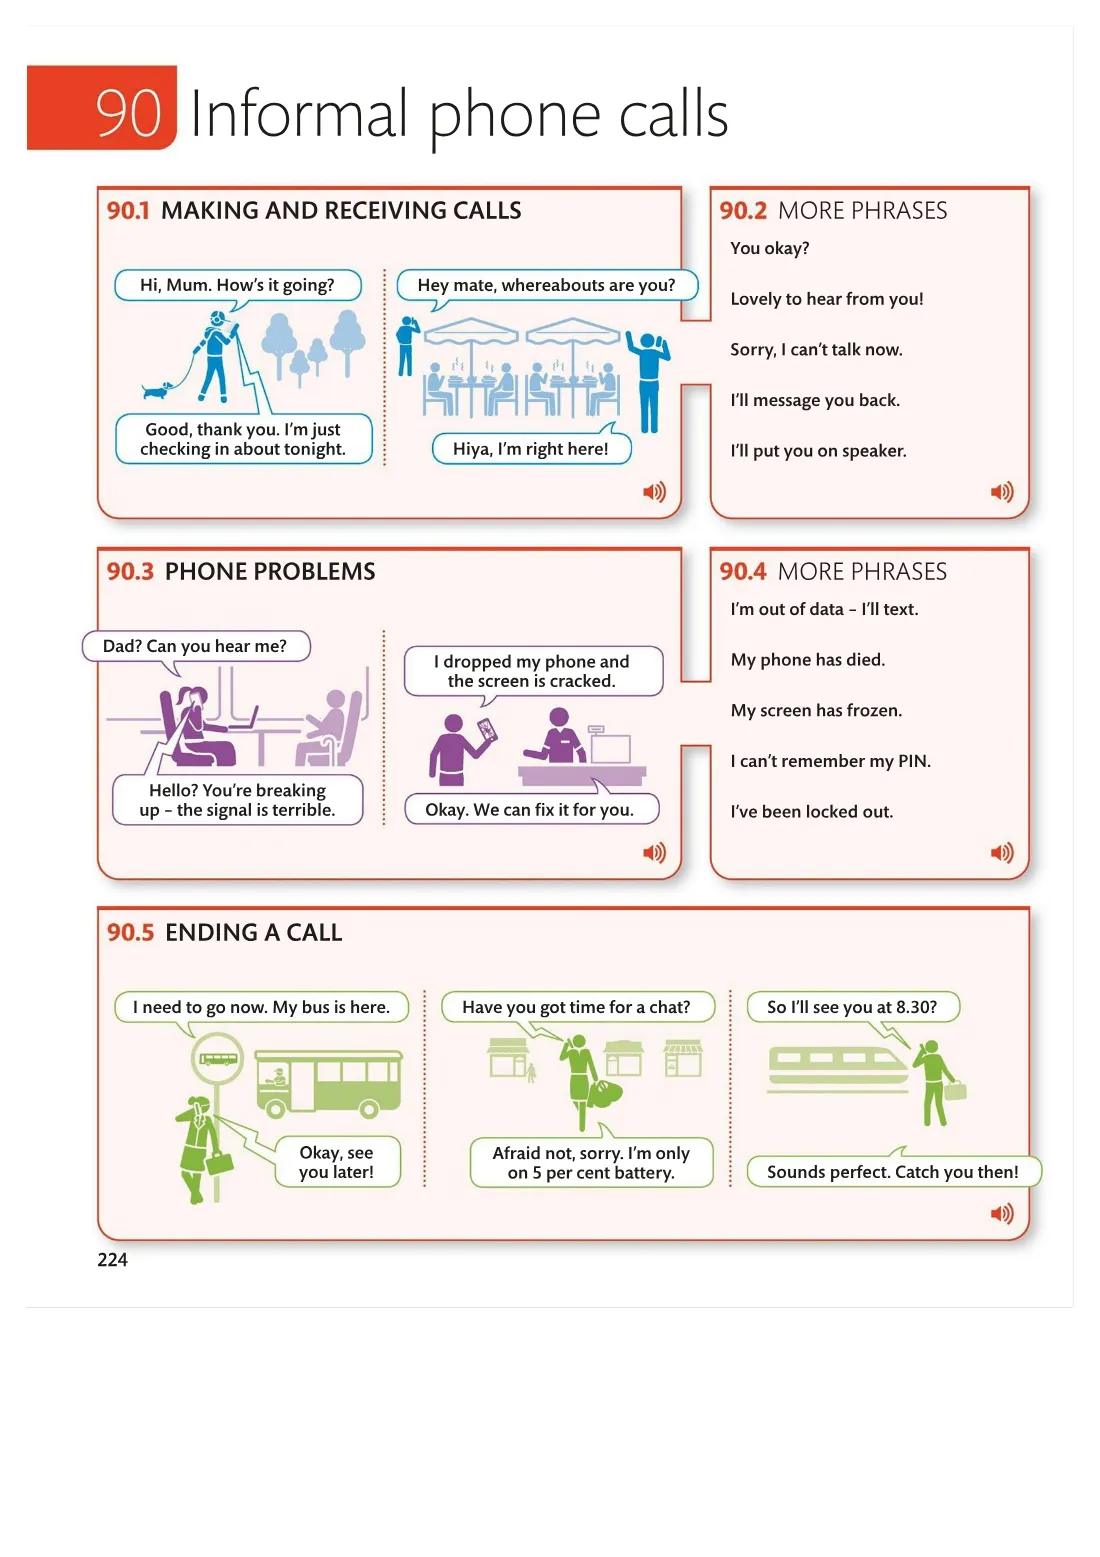 90 Informal phone calls
90.1 MAKING AND RECEIVING CALLS
Hi, Mum. How's it going?
Good, thank you. I'm just
checking in about tonight.
Hey mate, whereabouts are you?
Hiya, I'm right here!
90.2 MORE PHRASES
You okay?
Lovely to hear from you!
Sorry, I can't talk now.
I'll message you back.
I'll put you on speaker.
90.3 PHONE PROBLEMS
Dad? Can you hear me?
Hello? You're breaking
up – the signal is terrible.
I dropped my phone and
the screen is cracked.
Okay. We can fix it for you.
90.4 MORE PHRASES
I'm out of data – I'll text.
My phone has died.
My screen has frozen.
I can't remember my PIN.
I've been locked out.
90.5 ENDING A CALL
I need to go now. My bus is here.
Okay, see
you later!
Have you got time for a chat?
Afraid not, sorry. I'm only
on 5 per cent battery.
So I'll see you at 8.30?
Sounds perfect. Catch you then!
224